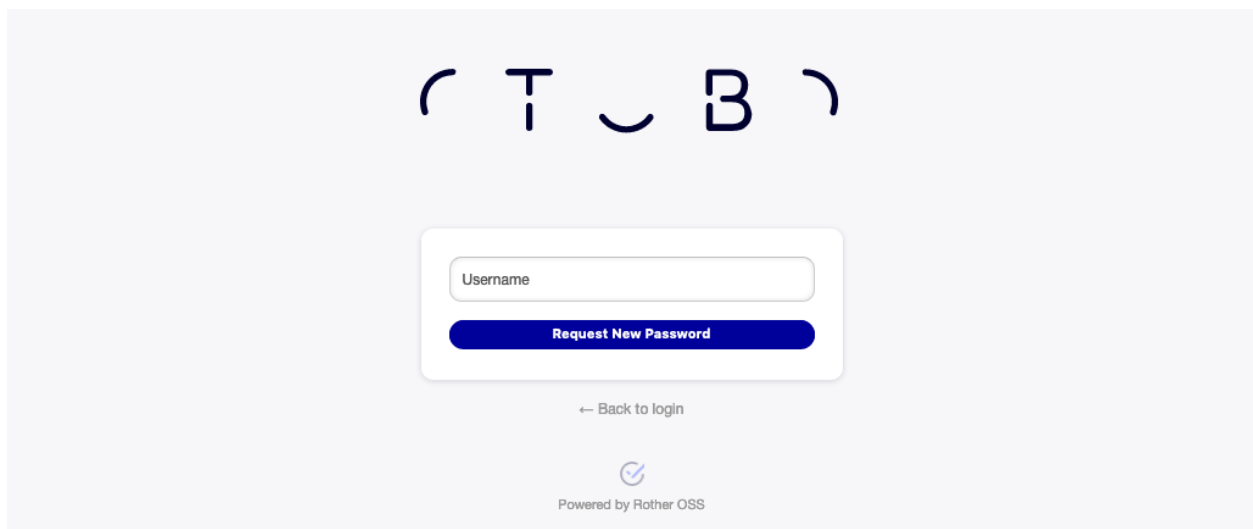 T B
Username
Request New Password
← Back to login
Powered by Rother OSS